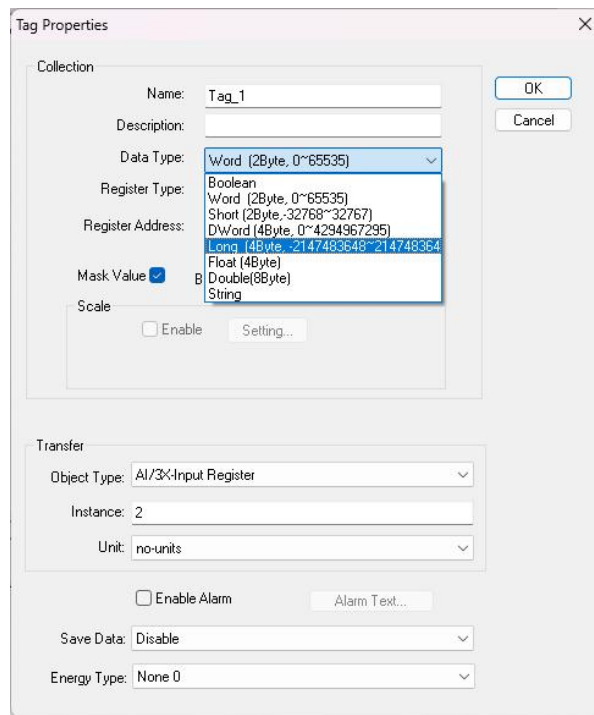 Tag Properties
Collection
Name: Tag_1
OK
Description:
Cancel
Data Type: Word (2Byte, 0~65535)
Register Type:
Boolean
Word (2Byte, 0~65535)
Short (2Byte,-32768~32767)
Register Address:
DWord (4Byte, 0~4294967295)
Long (4Byte, -2147483648~214748364
Float (4Byte)
Mask Value B
Double(8Byte)
String
Scale
Enable Setting...
Transfer
Object Type: AI/3X-Input Register
Instance: 2
Unit: no-units
Enable Alarm Alarm Text...
Save Data: Disable
Energy Type: None 0